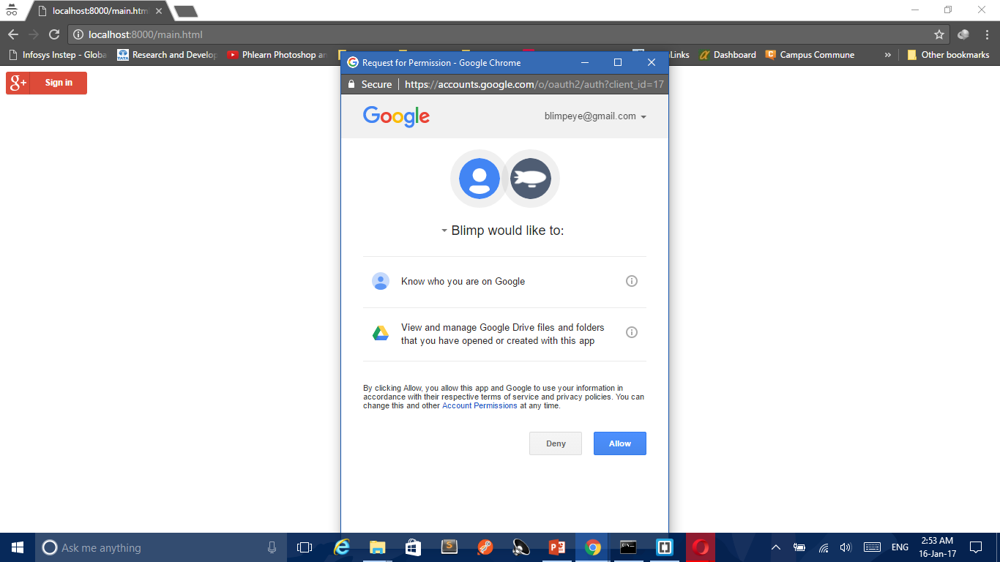 localhost:8000/main.htm
localhost:8000/main.html
Infosys Instep - Globa
Research and Develop
Phlearn Photoshop an
Links
Dashboard
Campus Commune
»
Other bookmarks
g+ Sign in
Request for Permission - Google Chrome
Secure
https://accounts.google.com/o/oauth2/auth?client_id=17
Google
blimpeye@gmail.com
Blimp would like to:
Know who you are on Google
View and manage Google Drive files and folders
that you have opened or created with this app
By clicking Allow, you allow this app and Google to use your information in
accordance with their respective terms of service and privacy policies. You can
change this and other Account Permissions at any time.
Deny
Allow
Ask me anything
ENG
2:53 AM
16-Jan-17